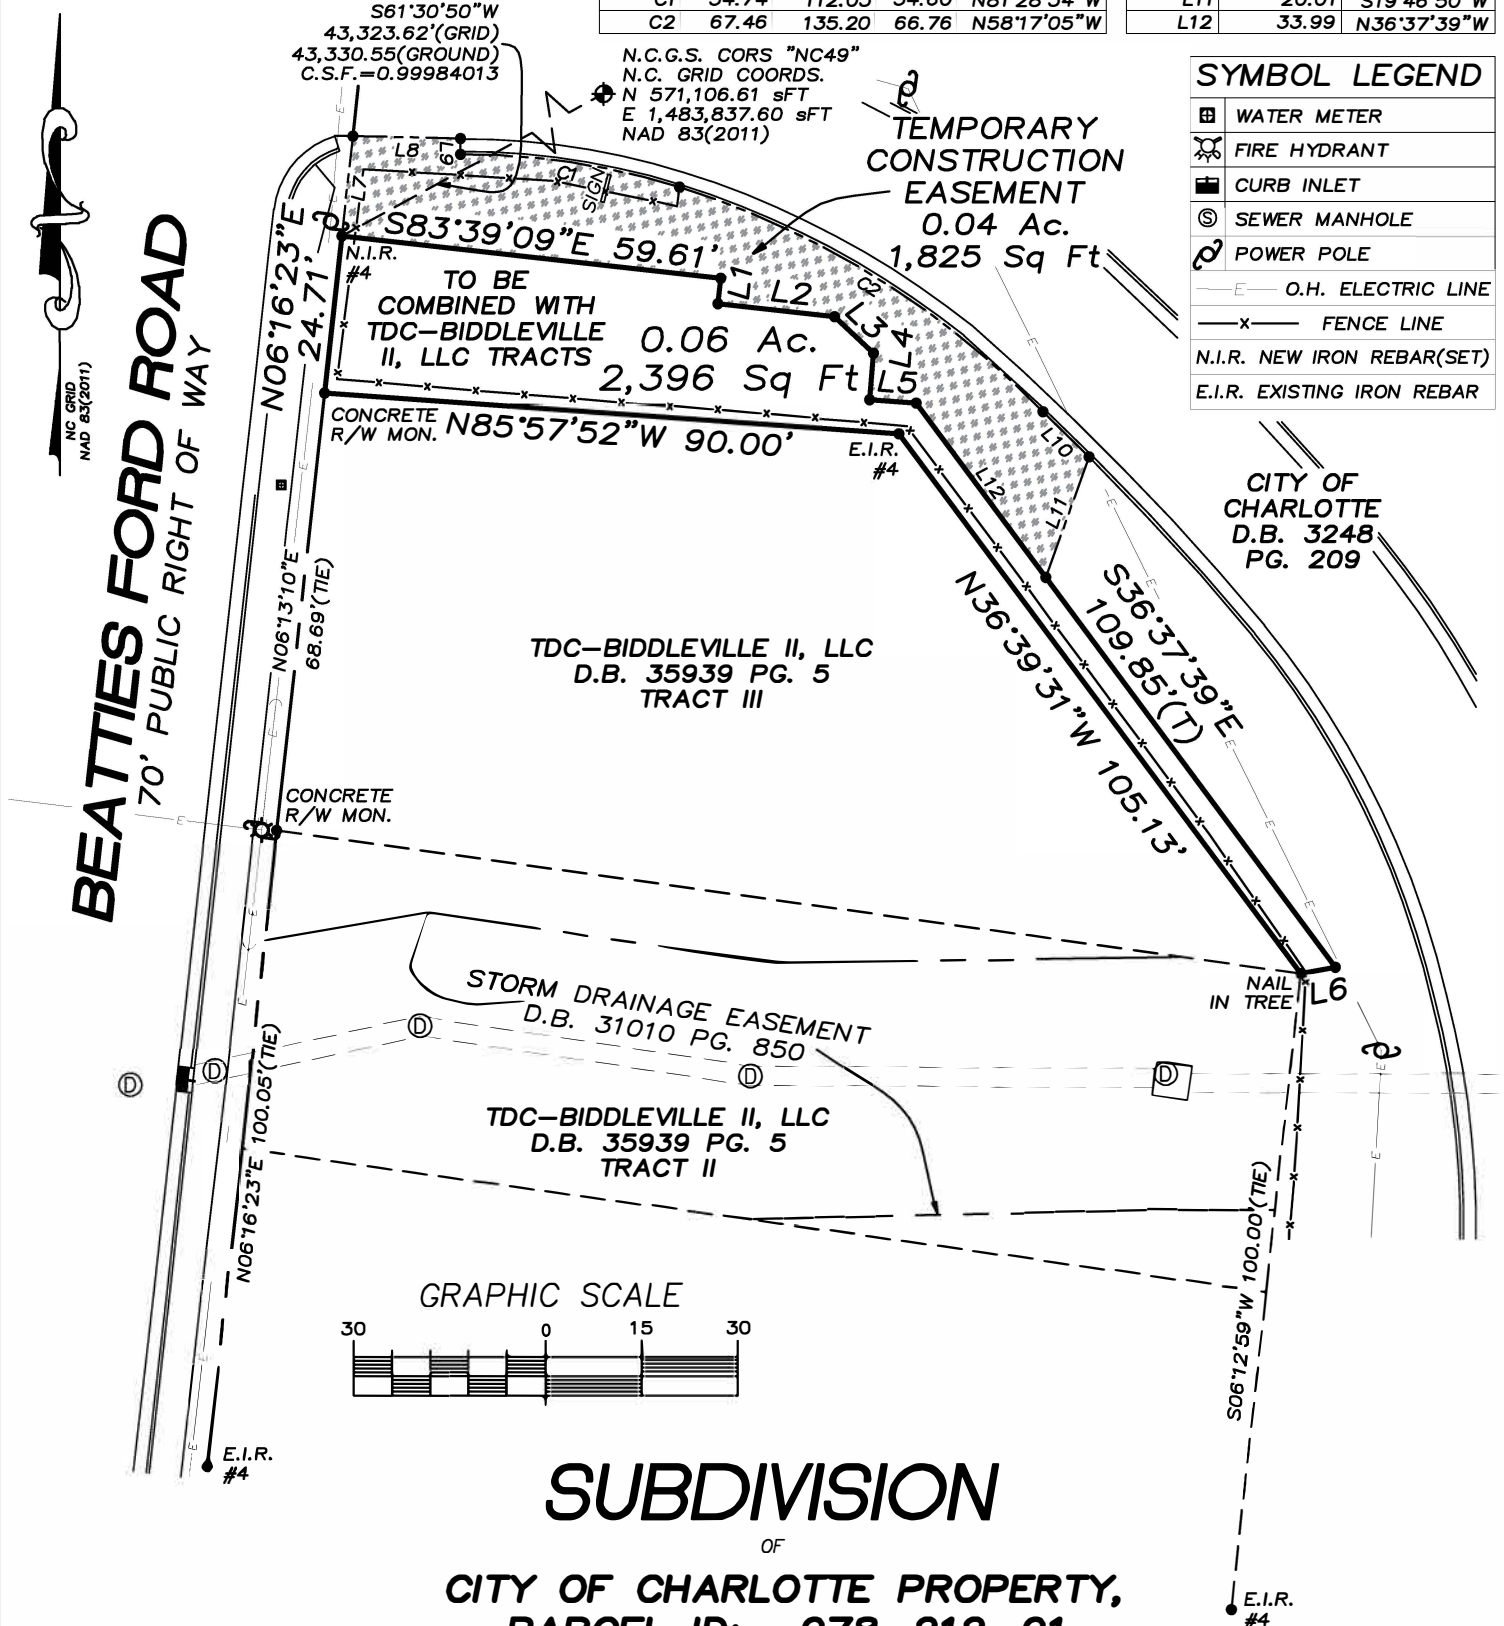 S61°30'50"W
43,323.62'(GRID)
43,330.55(GROUND)
C.S.F.=0.99984013
C2 67.46 135.20 66.76 N58°17'05"W
L12 33.99 N36°37'39"W
N.C.G.S. CORS "NC49"
N.C. GRID COORDS.
N 571,106.61 sFT
E 1,483,837.60 sFT
NAD 83(2011)
SYMBOL LEGEND
WATER METER
FIRE HYDRANT
CURB INLET
S SEWER MANHOLE
POWER POLE
E O.H. ELECTRIC LINE
x FENCE LINE
N.I.R. NEW IRON REBAR(SET)
E.I.R. EXISTING IRON REBAR
TEMPORARY
CONSTRUCTION
EASEMENT
0.04 Ac.
1,825 Sq Ft
NC GRID
NAD 83(2011)
BEATTIES FORD ROAD
70' PUBLIC RIGHT OF WAY
L8
L9
L7
C1
SIGN
S83°39'09"E 59.61'
N.I.R.
#4
N06°16'23"E
24.71'
TO BE
COMBINED WITH
TDC-BIDDLEVILLE
II, LLC TRACTS
0.06 Ac.
2,396 Sq Ft
L1
L2
C2
L3
L4
L5
CONCRETE
R/W MON.
N85°57'52"W 90.00'
E.I.R.
#4
L10
L11
L12
CITY OF
CHARLOTTE
D.B. 3248
PG. 209
N06°13'10"E
68.69'(TIE)
TDC-BIDDLEVILLE II, LLC
D.B. 35939 PG. 5
TRACT III
S36°37'39"E
109.85'(T)
N36°39'31"W 105.13'
CONCRETE
R/W MON.
NAIL
IN TREE
L6
STORM DRAINAGE EASEMENT
D.B. 31010 PG. 850
D
D
D
D
D
TDC-BIDDLEVILLE II, LLC
D.B. 35939 PG. 5
TRACT II
N06°16'23"E 100.05'(TIE)
S06°12'59"W 100.00'(TIE)
GRAPHIC SCALE
30 0 15 30
E.I.R.
#4
SUBDIVISION
OF
CITY OF CHARLOTTE PROPERTY,
E.I.R.
#4